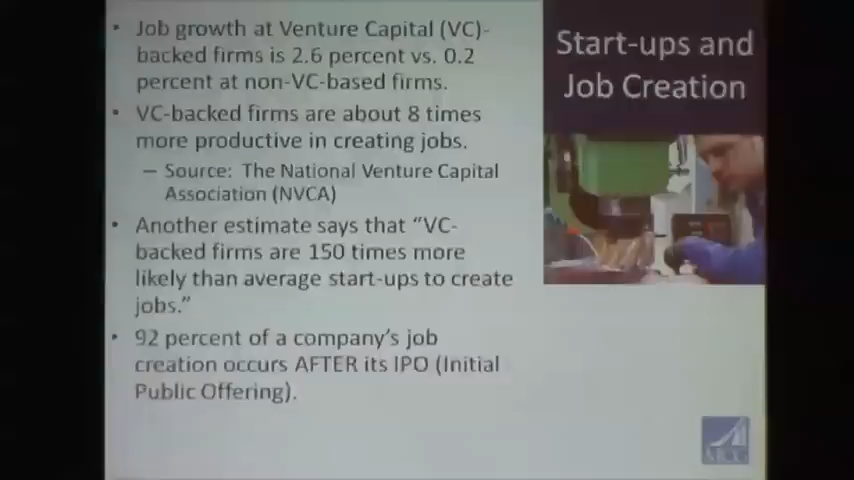 • Job growth at Venture Capital (VC)-
backed firms is 2.6 percent vs. 0.2
percent at non-VC-based firms.
• VC-backed firms are about 8 times
more productive in creating jobs.
– Source: The National Venture Capital
Association (NVCA)
• Another estimate says that “VC-
backed firms are 150 times more
likely than average start-ups to create
jobs.”
• 92 percent of a company’s job
creation occurs AFTER its IPO (Initial
Public Offering).
Start-ups and
Job Creation